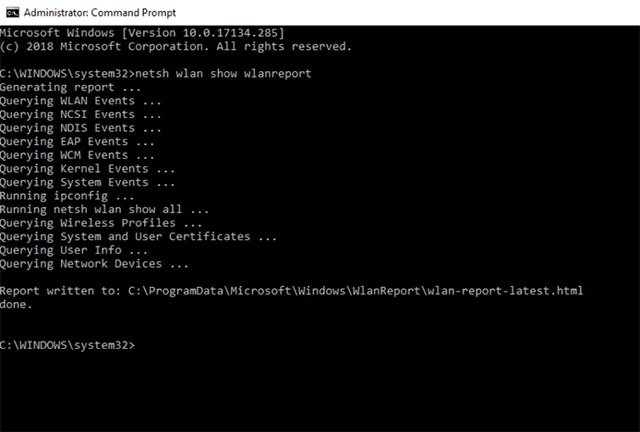 Administrator: Command Prompt
Microsoft Windows [Version 10.0.17134.285]
(c) 2018 Microsoft Corporation. All rights reserved.
C:\WINDOWS\system32>netsh wlan show wlanreport
Generating report ...
Querying WLAN Events ...
Querying NCSI Events ...
Querying NDIS Events ...
Querying EAP Events ...
Querying WCM Events ...
Querying Kernel Events ...
Querying System Events ...
Running ipconfig ...
Running netsh wlan show all ...
Querying Wireless Profiles ...
Querying System and User Certificates ...
Querying User Info ...
Querying Network Devices ...
Report written to: C:\ProgramData\Microsoft\Windows\WlanReport\wlan-report-latest.html
done.
C:\WINDOWS\system32>